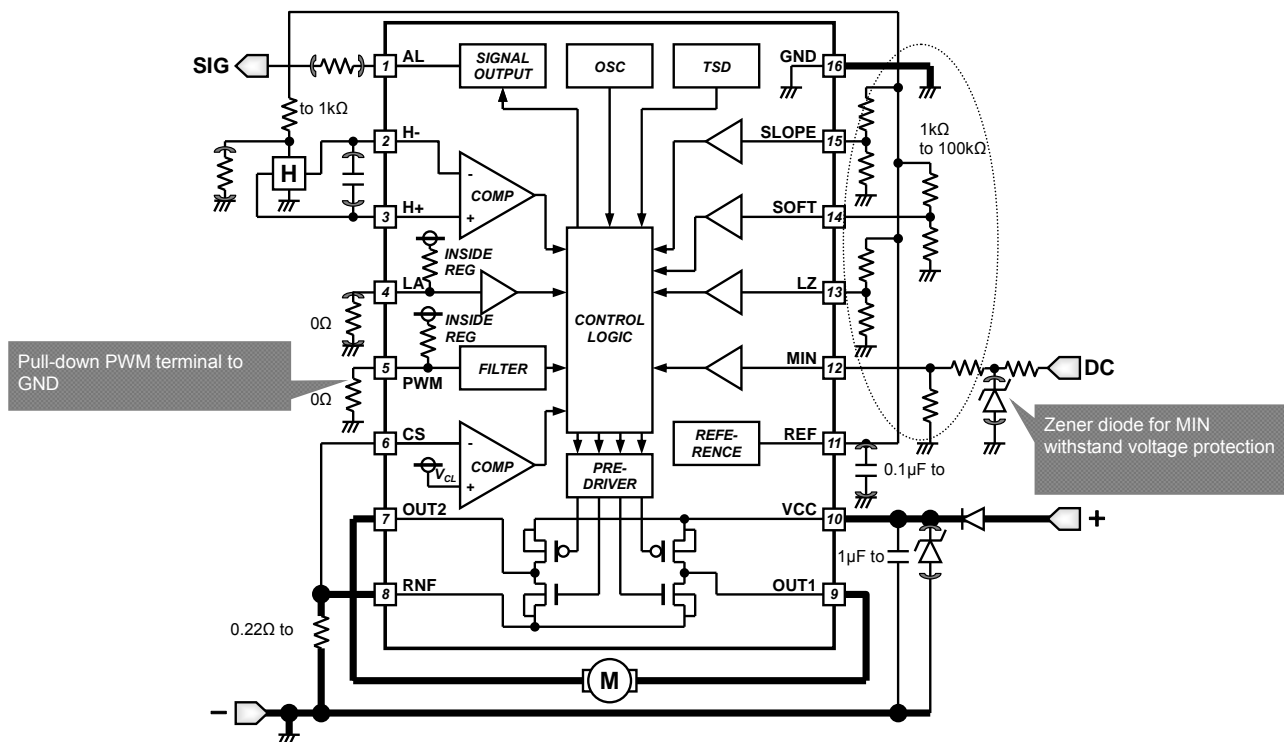 SIG
1
AL
SIGNAL
OUTPUT
OSC
TSD
GND
16
to 1kΩ
1kΩ
to 100kΩ
2
H-
SLOPE
15
H
-
COMP
+
3
H+
SOFT
14
INSIDE
REG
4
LA
LZ
13
0Ω
CONTROL
LOGIC
INSIDE
REG
Pull-down PWM terminal to
GND
5
PWM
FILTER
MIN
12
DC
0Ω
Zener diode for MIN
withstand voltage protection
6
CS
-
COMP
+
VCL
REFE-
RENCE
REF
11
0.1µF to
PRE-
DRIVER
7
OUT2
VCC
10
+
1µF to
8
RNF
OUT1
9
0.22Ω to
M
–